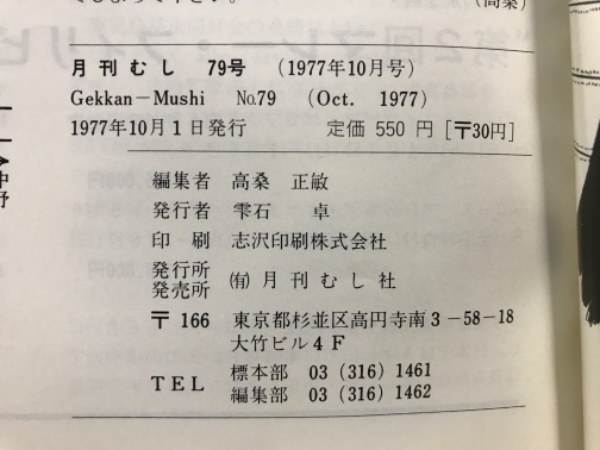 (高桑)
月刊むし 79号 (1977年10月号)
Gekkan-Mushi No.79 (Oct. 1977)
1977年10月1日発行 定価 550 円 [〒30円]
編集者 高桑 正敏
発行者 雫石 卓
印 刷 志沢印刷株式会社
発行所
発売所 ㈲月刊むし社
〒166 東京都杉並区高円寺南3-58-18
大竹ビル4F
TEL 標本部 03 (316) 1461
編集部 03 (316) 1462